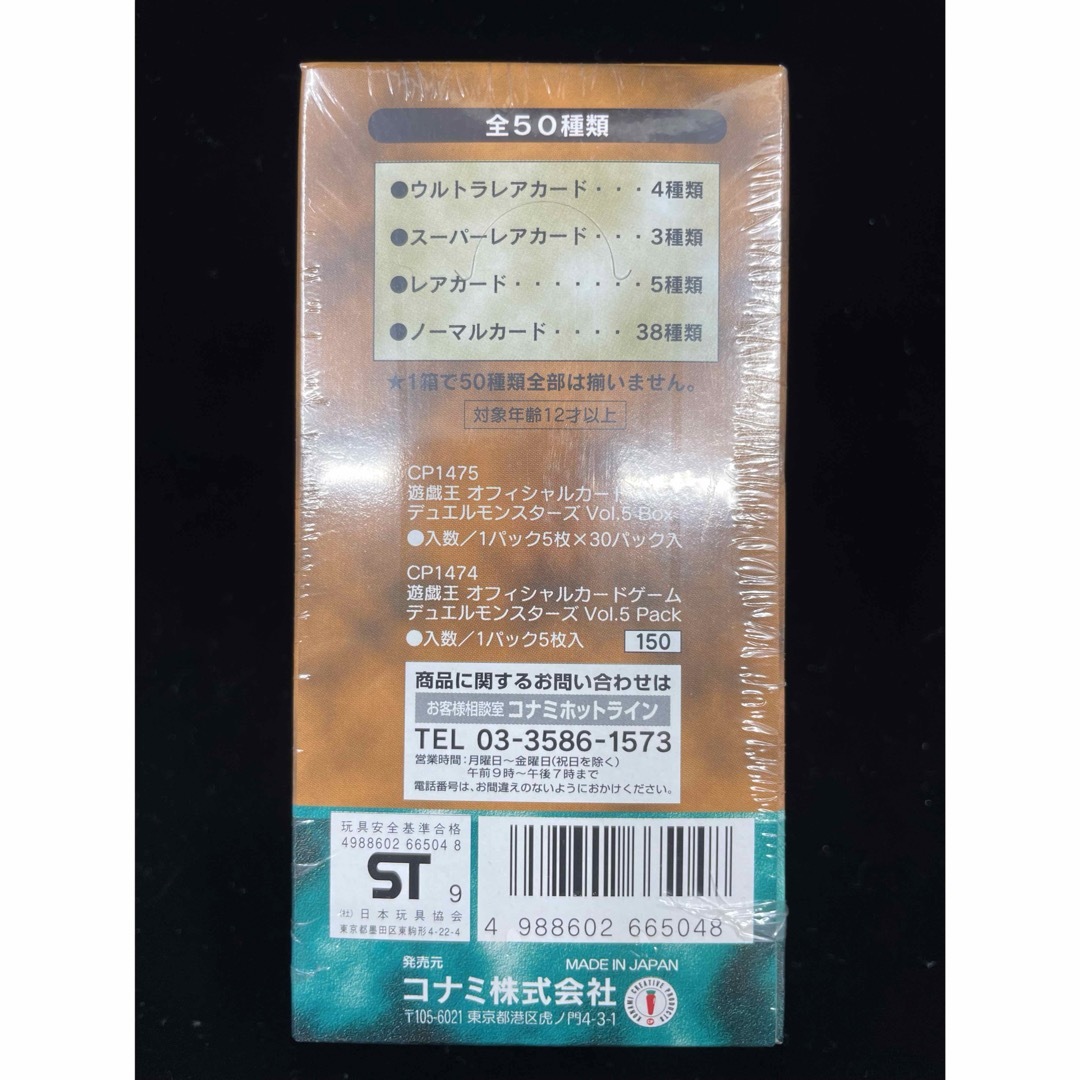 全50種類
●ウルトラレアカード・・・4種類
●スーパーレアカード・・・3種類
●レアカード・・・・・・・5種類
●ノーマルカード・・・・38種類
★1箱で50種類全部は揃いません。
対象年齢12才以上
CP1475
遊戯王 オフィシャルカード
デュエルモンスターズ Vol.5 Box
●入数/1パック5枚×30パック入
CP1474
遊戯王 オフィシャルカードゲーム
デュエルモンスターズ Vol.5 Pack
●入数/1パック5枚入 150
商品に関するお問い合わせは
お客様相談室 コナミホットライン
TEL 03-3586-1573
営業時間:月曜日~金曜日(祝日を除く)
午前9時~午後7時まで
電話番号は、お間違えのないようにおかけください。
玩具安全基準合格
4988602 66504 8
ST 9
(社)日本玩具協会
東京都墨田区東駒形4-22-4
4 988602 665048
発売元 MADE IN JAPAN
コナミ株式会社
〒105-6021 東京都港区虎ノ門4-3-1
KONAMI CREATIVE PRODUCTS